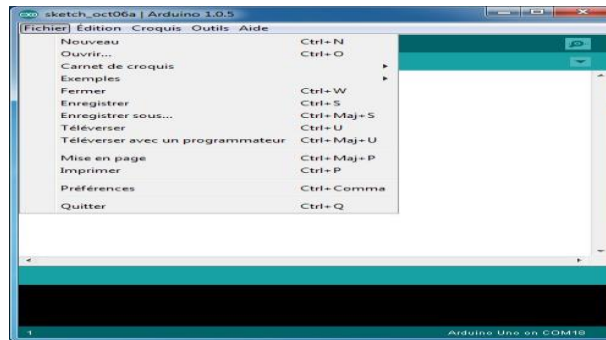 sketch_oct06a | Arduino 1.0.5
Fichier Édition Croquis Outils Aide
Nouveau Ctrl+N
Ouvrir... Ctrl+O
Carnet de croquis
Exemples
Fermer Ctrl+W
Enregistrer Ctrl+S
Enregistrer sous... Ctrl+Maj+S
Téléverser Ctrl+U
Téléverser avec un programmateur Ctrl+Maj+U
Mise en page Ctrl+Maj+P
Imprimer Ctrl+P
Préférences Ctrl+Comma
Quitter Ctrl+Q
1 Arduino Uno on COM18